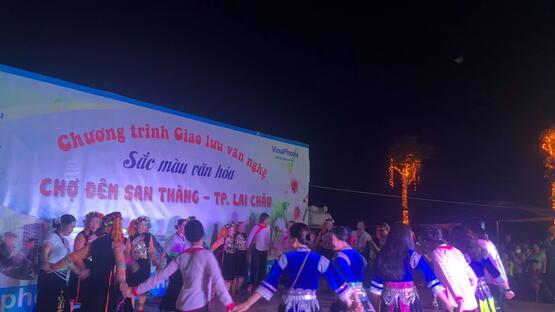 Chương trình Giao lưu văn nghệ
VinaPhone
Sắc màu văn hóa
CHỢ ĐÊM SAN THÀNG - TP. LAI CHÂU